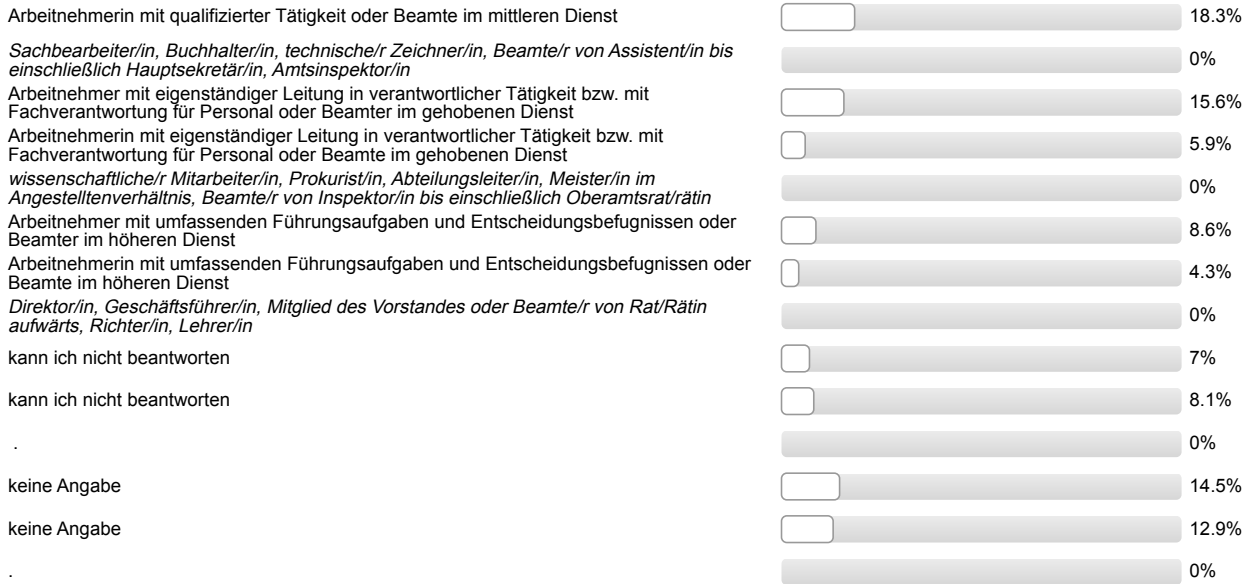 Arbeitnehmerin mit qualifizierter Tätigkeit oder Beamte im mittleren Dienst 18.3%
Sachbearbeiter/in, Buchhalter/in, technische/r Zeichner/in, Beamte/r von Assistent/in bis
einschließlich Hauptsekretär/in, Amtsinspektor/in 0%
Arbeitnehmer mit eigenständiger Leitung in verantwortlicher Tätigkeit bzw. mit
Fachverantwortung für Personal oder Beamter im gehobenen Dienst 15.6%
Arbeitnehmerin mit eigenständiger Leitung in verantwortlicher Tätigkeit bzw. mit
Fachverantwortung für Personal oder Beamte im gehobenen Dienst 5.9%
wissenschaftliche/r Mitarbeiter/in, Prokurist/in, Abteilungsleiter/in, Meister/in im
Angestelltenverhältnis, Beamte/r von Inspektor/in bis einschließlich Oberamtsrat/rätin 0%
Arbeitnehmer mit umfassenden Führungsaufgaben und Entscheidungsbefugnissen oder
Beamter im höheren Dienst 8.6%
Arbeitnehmerin mit umfassenden Führungsaufgaben und Entscheidungsbefugnissen oder
Beamte im höheren Dienst 4.3%
Direktor/in, Geschäftsführer/in, Mitglied des Vorstandes oder Beamte/r von Rat/Rätin
aufwärts, Richter/in, Lehrer/in 0%
kann ich nicht beantworten 7%
kann ich nicht beantworten 8.1%
. 0%
keine Angabe 14.5%
keine Angabe 12.9%
. 0%